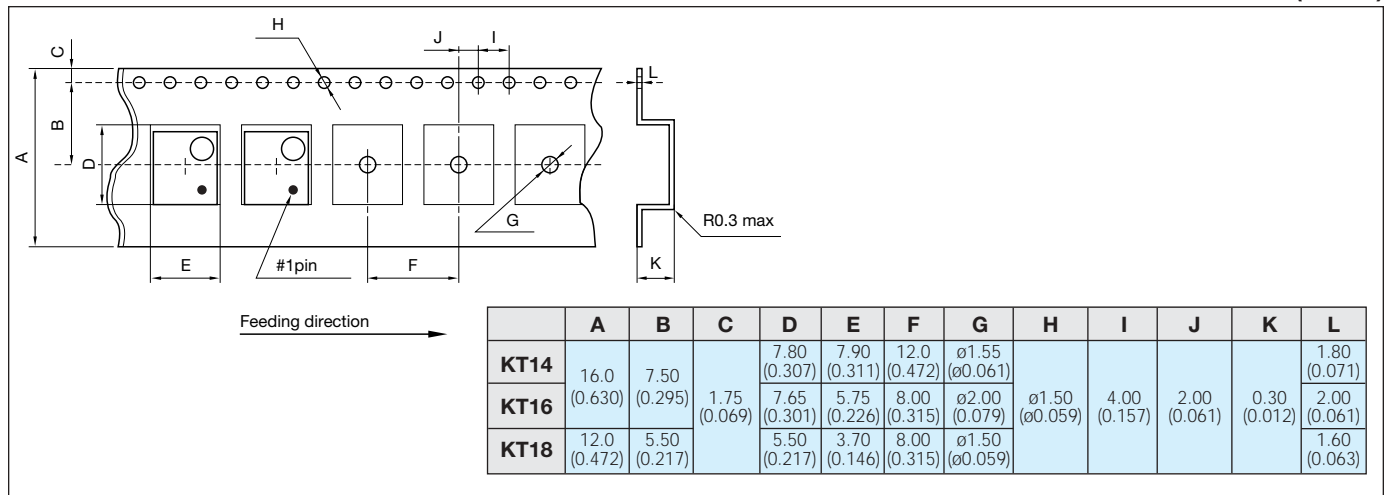 H
J
I
C
L
B
A
D
G
R0.3 max
K
E
#1pin
F
Feeding direction
A B C D E F G H I J K L
KT14 16.0 (0.630) 7.50 (0.295) 1.75 (0.069) 7.80 (0.307) 7.90 (0.311) 12.0 (0.472) ø1.55 (ø0.061) ø1.50 (ø0.059) 4.00 (0.157) 2.00 (0.061) 0.30 (0.012) 1.80 (0.071)
KT16 7.65 (0.301) 5.75 (0.226) 8.00 (0.315) ø2.00 (0.079) 2.00 (0.061)
KT18 12.0 (0.472) 5.50 (0.217) 5.50 (0.217) 3.70 (0.146) 8.00 (0.315) ø1.50 (ø0.059) 1.60 (0.063)